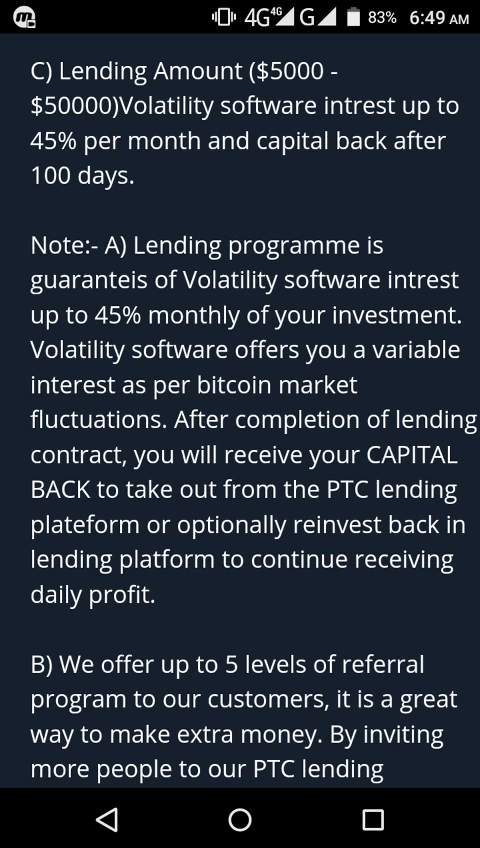 4G 4G G 83% 6:49 AM
C) Lending Amount ($5000 -
$50000)Volatility software intrest up to
45% per month and capital back after
100 days.
Note:- A) Lending programme is
guaranteis of Volatility software intrest
up to 45% monthly of your investment.
Volatility software offers you a variable
interest as per bitcoin market
fluctuations. After completion of lending
contract, you will receive your CAPITAL
BACK to take out from the PTC lending
plateform or optionally reinvest back in
lending platform to continue receiving
daily profit.
B) We offer up to 5 levels of referral
program to our customers, it is a great
way to make extra money. By inviting
more people to our PTC lending